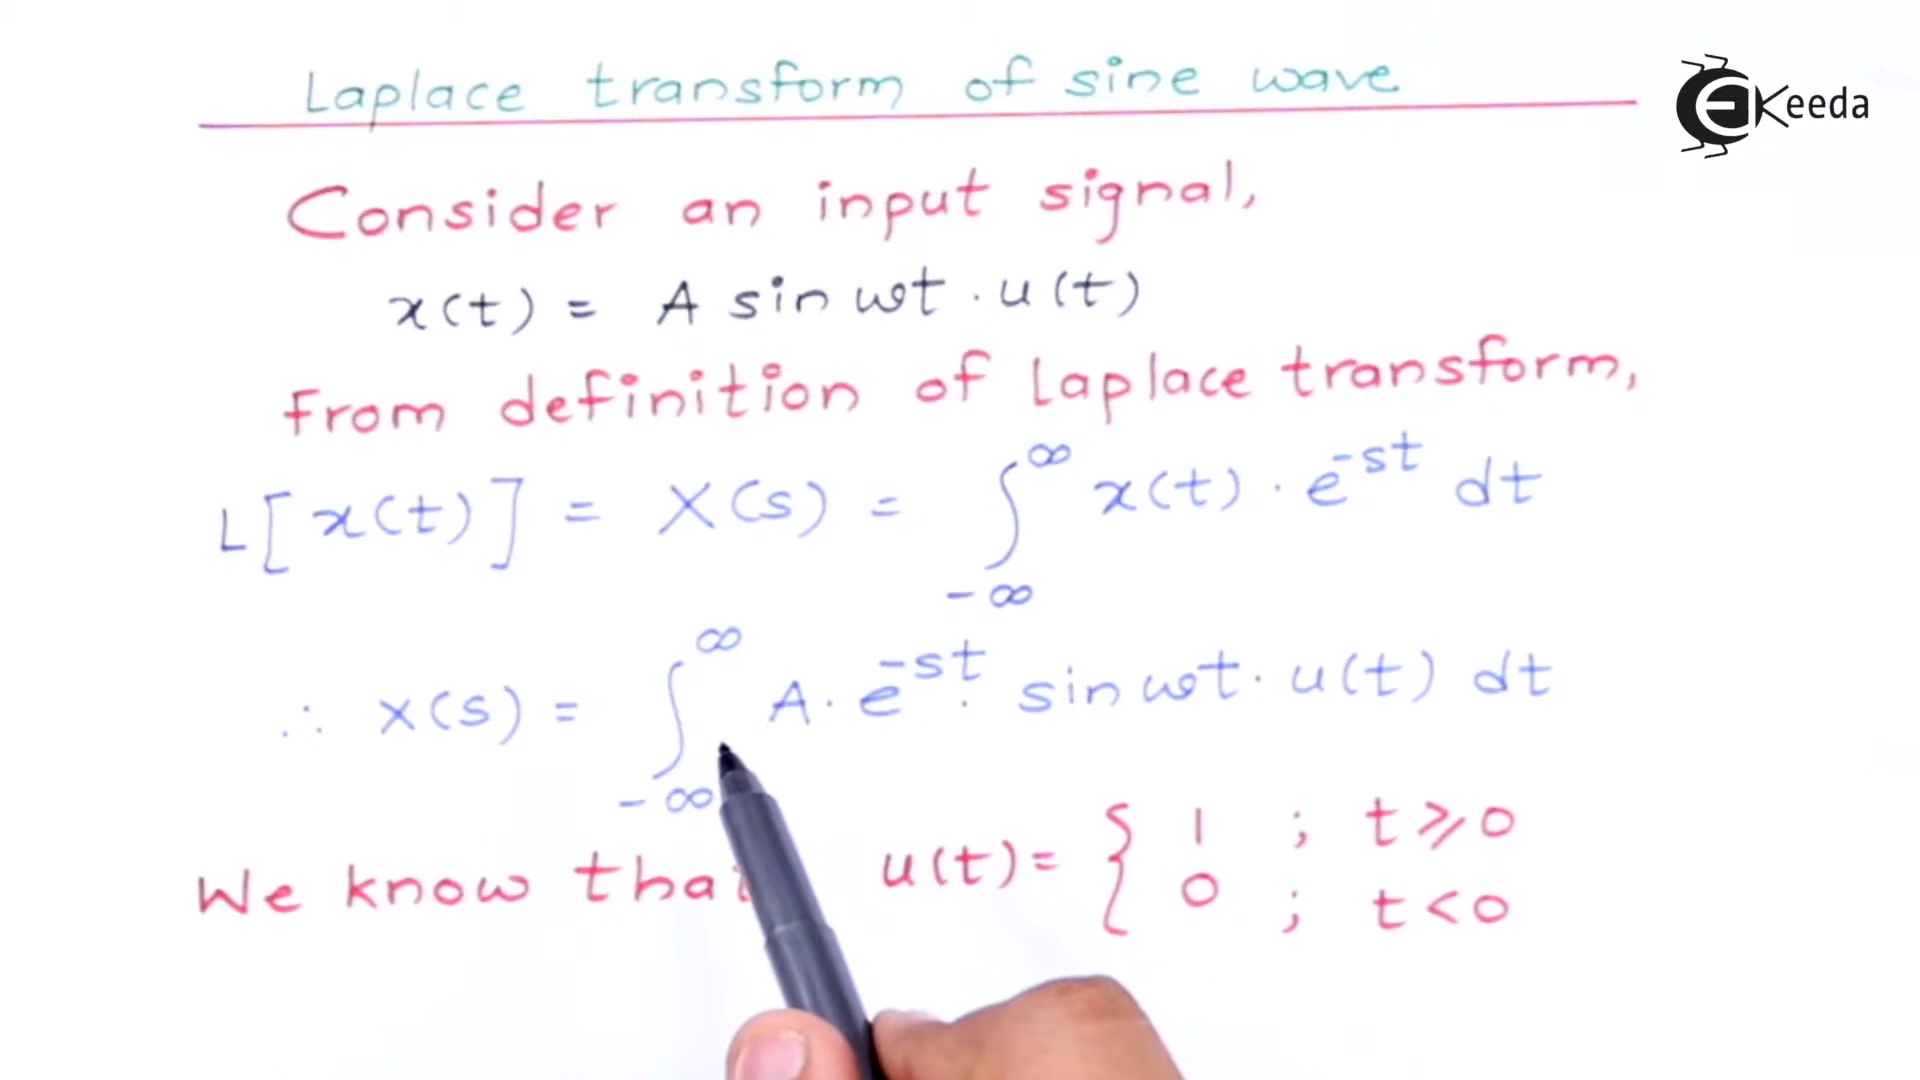 Laplace transform of sine wave
EKeeda
Consider an input signal,
x(t) = A sin ωt . u(t)
From definition of Laplace transform,
L[x(t)] = X(s) = ∫_{-∞}^{∞} x(t) . e^{-st} dt
∴ X(s) = ∫_{-∞}^{∞} A . e^{-st} . sin ωt . u(t) dt
We know that u(t) = { 1 ; t ⩾ 0
0 ; t < 0